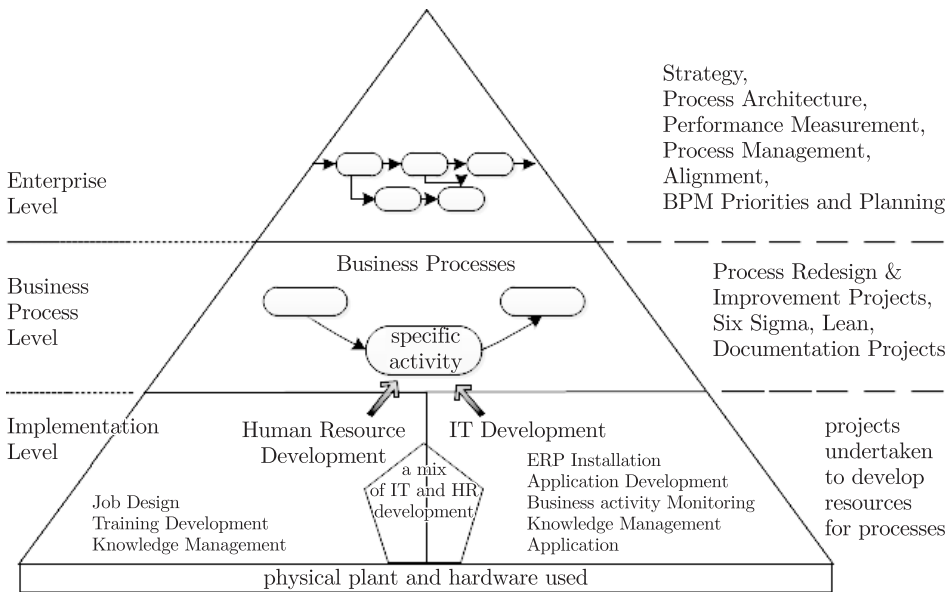 Strategy,
Process Architecture,
Performance Measurement,
Process Management,
Alignment,
BPM Priorities and Planning
Enterprise
Level
Business Processes
Business
Process
Level
specific
activity
Process Redesign &
Improvement Projects,
Six Sigma, Lean,
Documentation Projects
Implementation
Level
Human Resource
Development
IT Development
a mix
of IT and HR
development
Job Design
Training Development
Knowledge Management
ERP Installation
Application Development
Business activity Monitoring
Knowledge Management
Application
projects
undertaken
to develop
resources
for processes
physical plant and hardware used